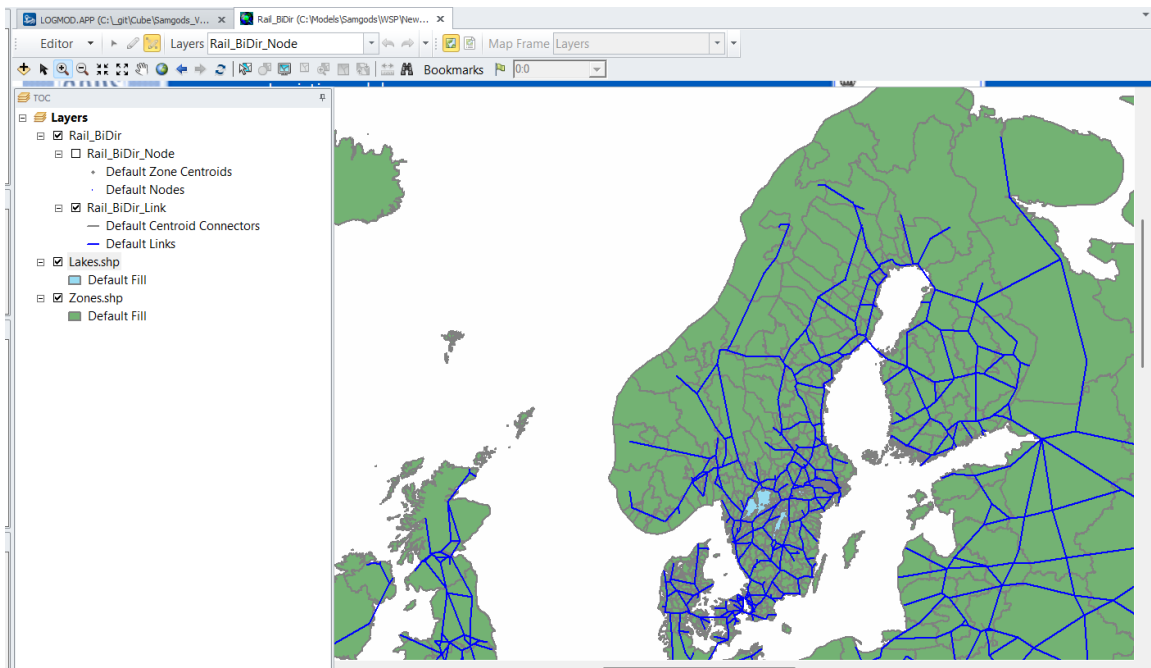 LOGMOD.APP (C:\_git\Cube\Samgods_V... Rail_BiDir (C:\Models\Samgods\WSP\New...
Editor Layers Rail_BiDir_Node Map Frame Layers
Bookmarks 0:0
TOC
Layers
Rail_BiDir
Rail_BiDir_Node
Default Zone Centroids
Default Nodes
Rail_BiDir_Link
Default Centroid Connectors
Default Links
Lakes.shp
Default Fill
Zones.shp
Default Fill